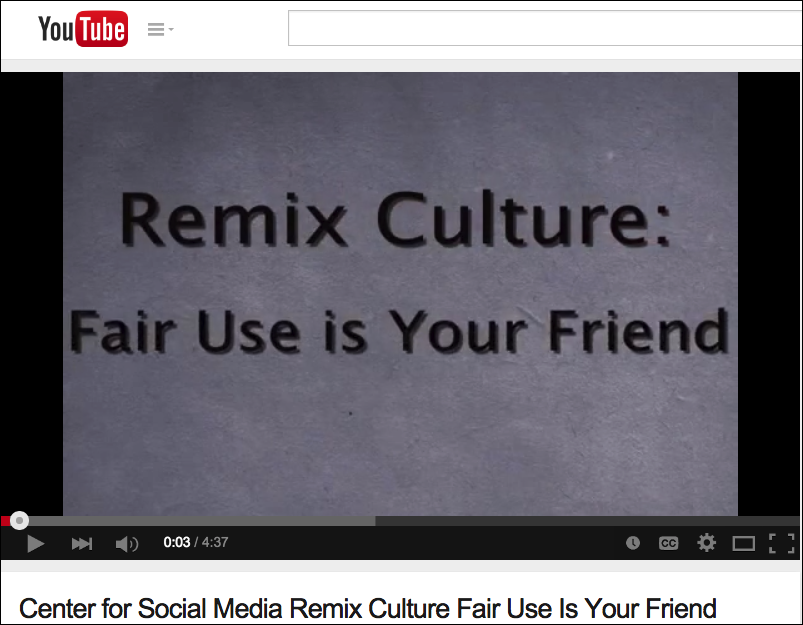 YouTube
Remix Culture:
Fair Use is Your Friend
0:03 / 4:37
CC
Center for Social Media Remix Culture Fair Use Is Your Friend